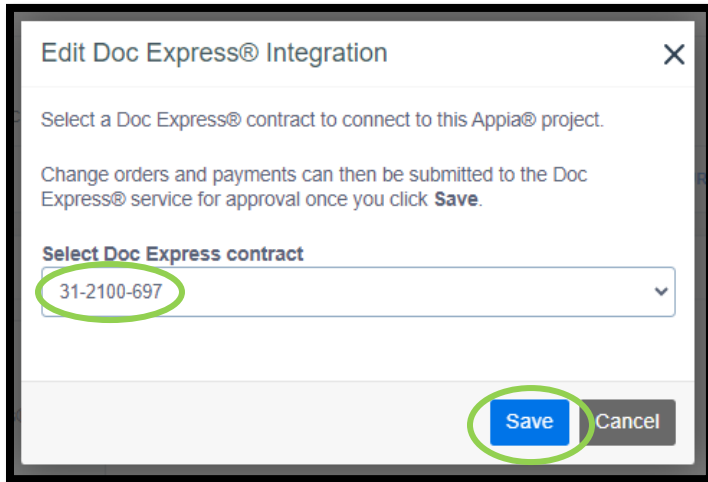 Edit Doc Express® Integration
Select a Doc Express® contract to connect to this Appia® project.
Change orders and payments can then be submitted to the Doc
Express® service for approval once you click Save.
Select Doc Express contract
31-2100-697
Save
Cancel